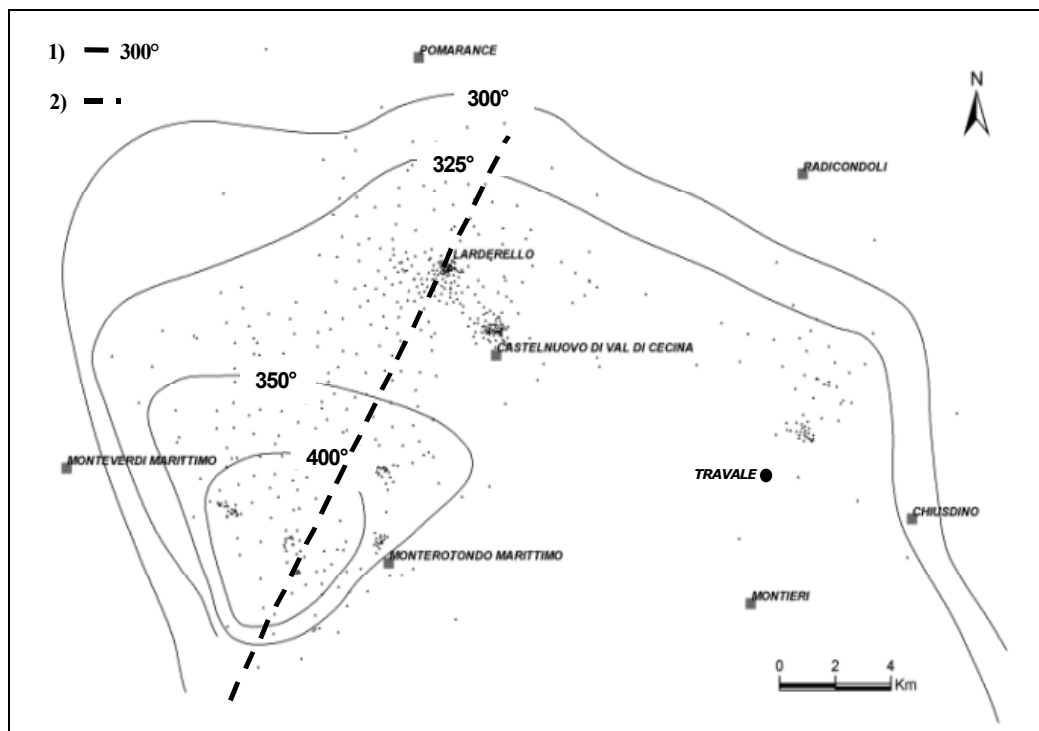 1) 300°
POMARANCE
2)
300°
N
325°
RADICONDOLI
LARDERELLO
CASTELNUOVO DI VAL DI CECINA
350°
400°
MONTEVERDI MARITTIMO
TRAVALE
CHIUSDINO
MONTEROTONDO MARITTIMO
MONTIERI
0 2 4
Km